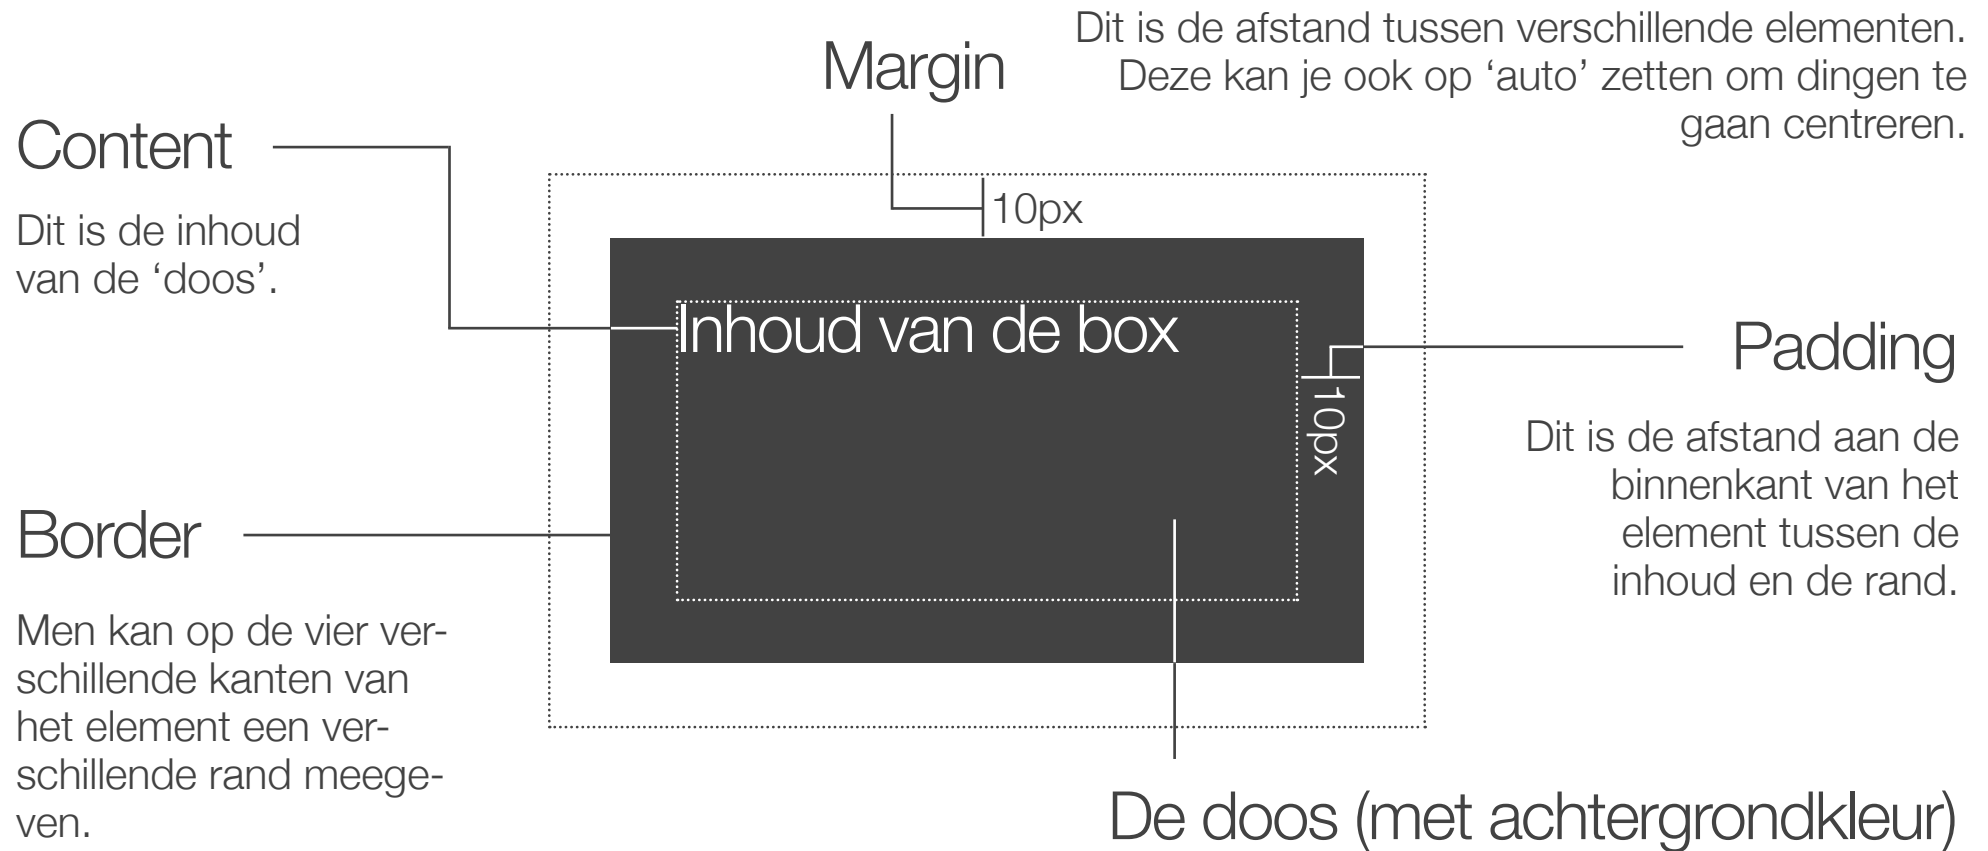 Margin
Dit is de afstand tussen verschillende elementen.
Deze kan je ook op ‘auto’ zetten om dingen te
gaan centreren.
Content
Dit is de inhoud
van de ‘doos’.
10px
Inhoud van de box
10px
Padding
Dit is de afstand aan de
binnenkant van het
element tussen de
inhoud en de rand.
Border
Men kan op de vier ver-
schillende kanten van
het element een ver-
schillende rand meege-
ven.
De doos (met achtergrondkleur)